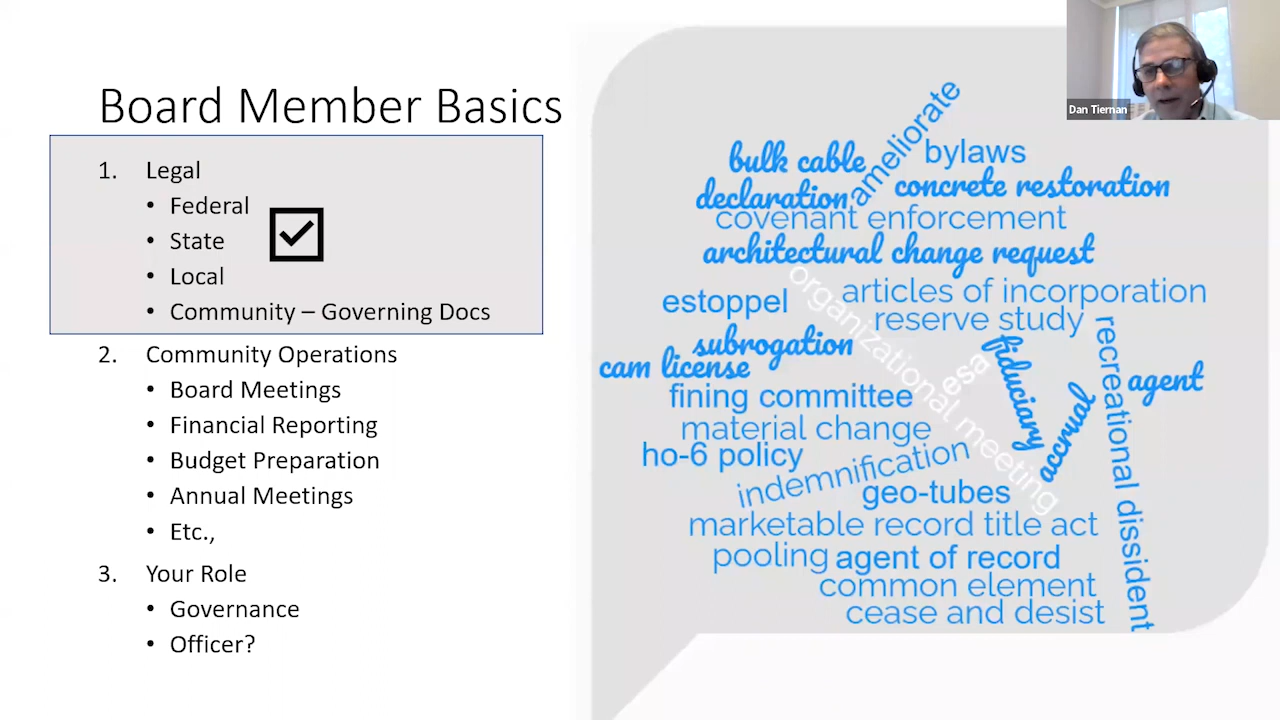 Board Member Basics
1. Legal
• Federal
• State
• Local
• Community – Governing Docs
2. Community Operations
• Board Meetings
• Financial Reporting
• Budget Preparation
• Annual Meetings
• Etc.,
3. Your Role
• Governance
• Officer?
Dan Tiernan
ameliorate
bulk cable
bylaws
declaration
concrete restoration
covenant enforcement
architectural change request
organizational meeting
estoppel
articles of incorporation
reserve study
subrogation
cam license
esa
fiduciary
recreational dissident
agent
fining committee
accrual
material change
ho-6 policy
indemnification
geo-tubes
marketable record title act
pooling
agent of record
common element
cease and desist